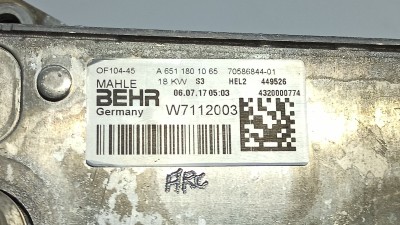 OF104-45 A 651 180 10 65 70586844-01
MAHLE 18 KW S3 HEL2 449526
BEHR 06.07.17 05:03 4320000774
Germany W7112003
ARC